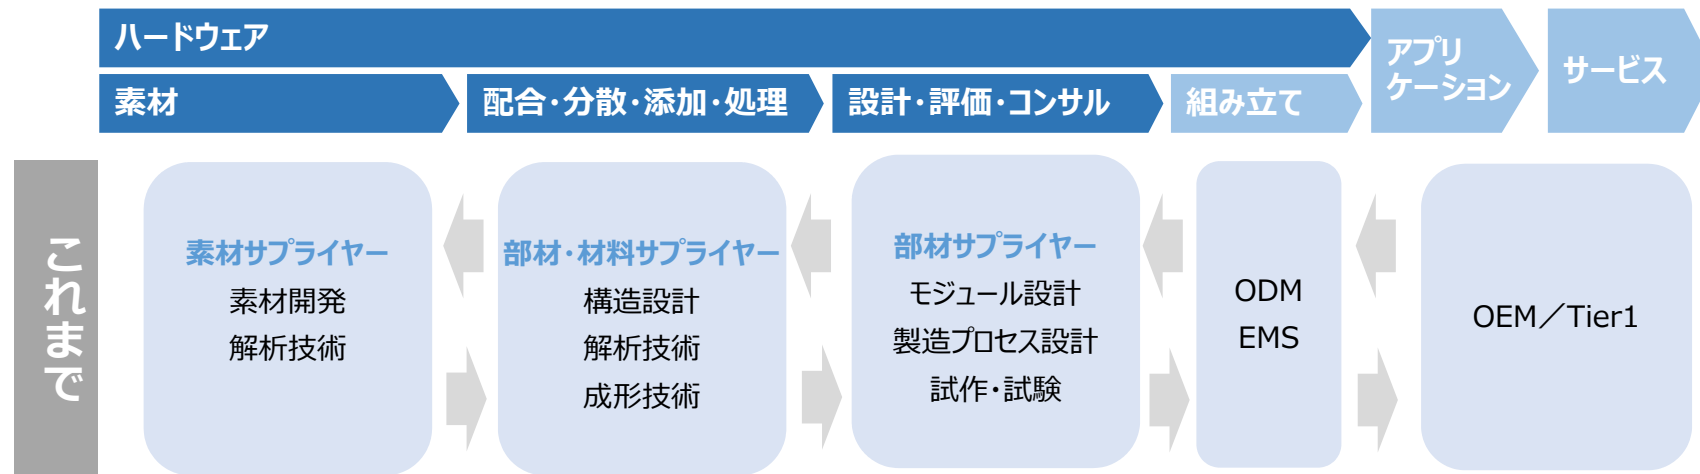 ハードウェア
アプリ
ケーション
サービス
素材
配合・分散・添加・処理
設計・評価・コンサル
組み立て
これまで
素材サプライヤー
素材開発
解析技術
部材・材料サプライヤー
構造設計
解析技術
成形技術
部材サプライヤー
モジュール設計
製造プロセス設計
試作・試験
ODM
EMS
OEM／Tier1